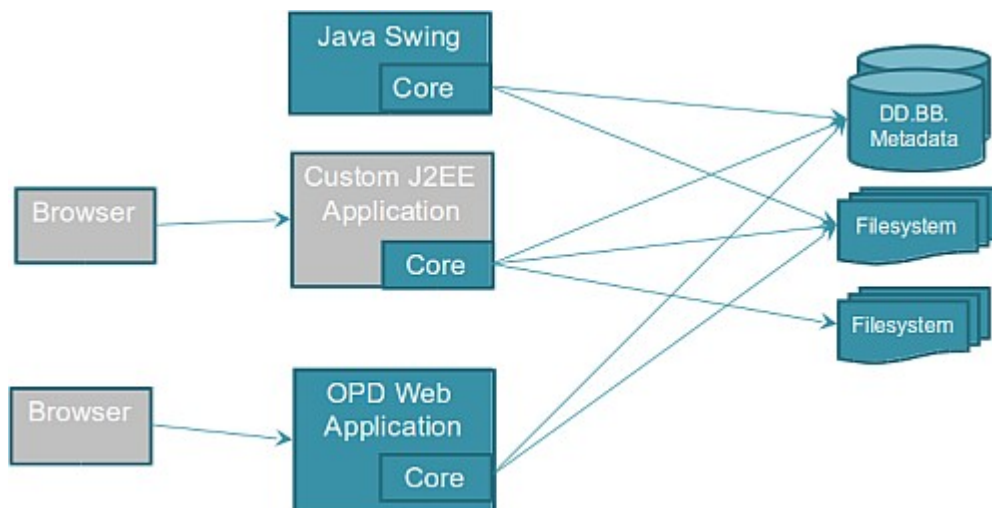 Java Swing
Core
DD.BB.
Metadata
Browser
Custom J2EE
Application
Core
Filesystem
Filesystem
Browser
OPD Web
Application
Core